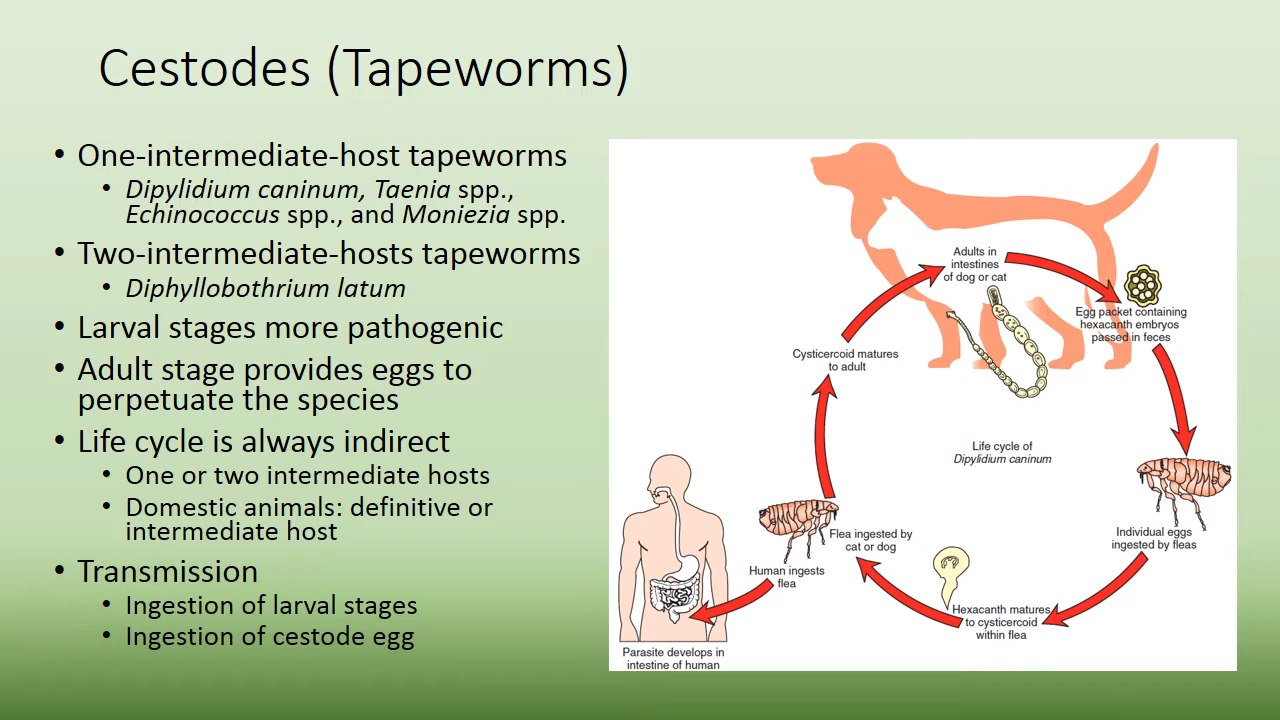 Cestodes (Tapeworms)
• One-intermediate-host tapeworms
• Dipylidium caninum, Taenia spp.,
Echinococcus spp., and Moniezia spp.
• Two-intermediate-hosts tapeworms
• Diphyllobothrium latum
• Larval stages more pathogenic
• Adult stage provides eggs to
perpetuate the species
• Life cycle is always indirect
• One or two intermediate hosts
• Domestic animals: definitive or
intermediate host
• Transmission
• Ingestion of larval stages
• Ingestion of cestode egg
Adults in
intestines
of dog or cat
Egg packet containing
hexacanth embryos
passed in feces
Individual eggs
ingested by fleas
Hexacanth matures
to cysticercoid
within flea
Flea ingested by
cat or dog
Human ingests
flea
Parasite develops in
intestine of human
Cysticercoid matures
to adult
Life cycle of
Dipylidium caninum